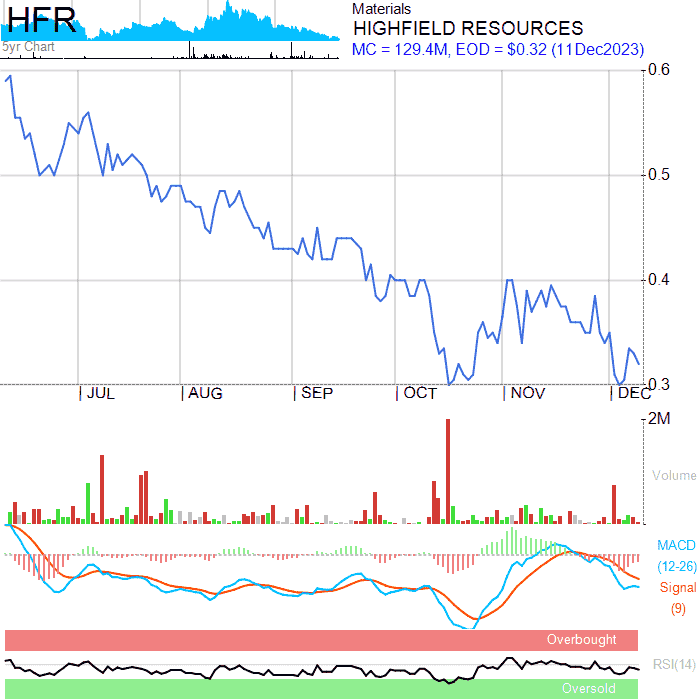 HFR
5yr Chart
Materials
HIGHFIELD RESOURCES
MC = 129.4M, EOD = $0.32 (11Dec2023)
0.6
0.5
0.4
0.3
JUL AUG SEP OCT NOV DEC
2M
Volume
MACD
(12-26)
Signal
(9)
Overbought
RSI(14)
Oversold